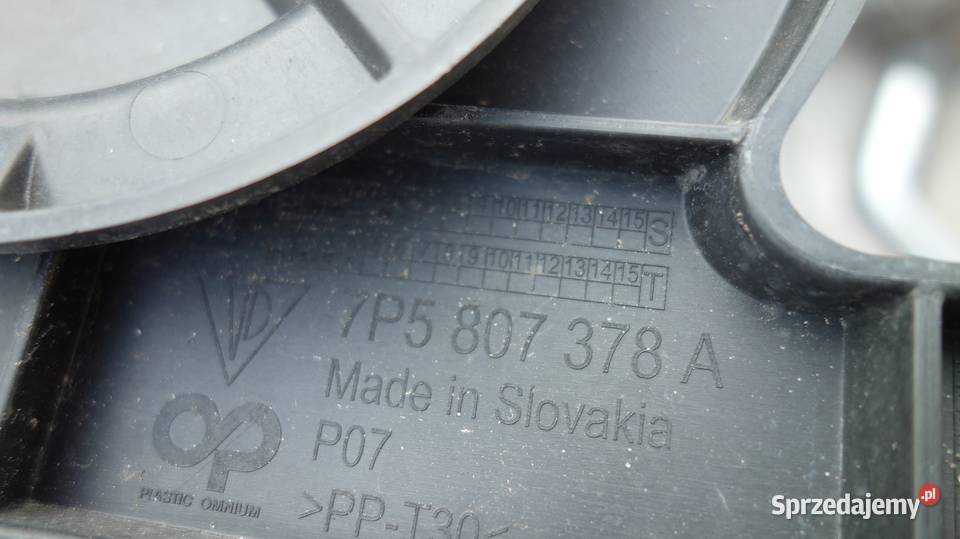 10 11 12 13 14 15 S
9 10 11 12 13 14 15 T
VD
7P5 807 378 A
Made in Slovakia
P07
PLASTIC OMNIUM
>PP-T30<
Sprzedajemy.pl